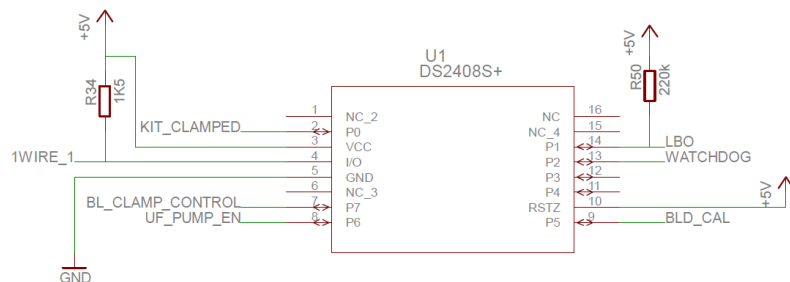 +5V
R34
1K5
U1
DS2408S+
+5V
R50
220k
1 NC_2
NC 16
KIT_CLAMPED 2 P0
NC_4 15
3 VCC
P1 14 LBO
1WIRE_1 4 I/O
P2 13 WATCHDOG
5 GND
P3 12
6 NC_3
P4 11
BL_CLAMP_CONTROL 7 P7
RSTZ 10 +5V
UF_PUMP_EN 8 P6
P5 9 BLD_CAL
GND